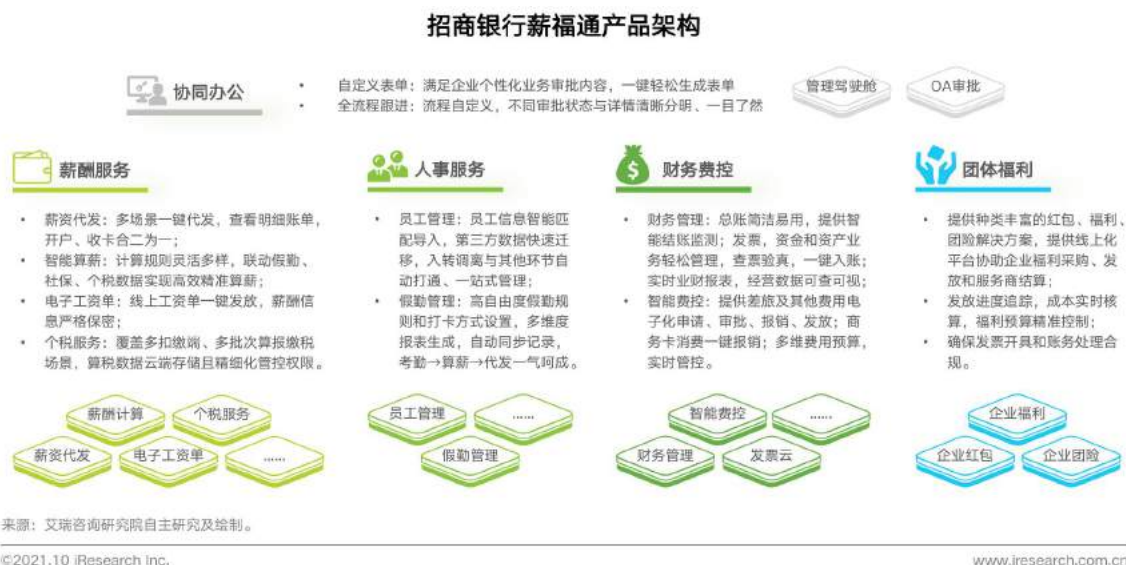 招商银行薪福通产品架构
协同办公
• 自定义表单：满足企业个性化业务审批内容，一键轻松生成表单
• 全流程跟进：流程自定义，不同审批状态与详情清晰分明、一目了然
管理驾驶舱
OA审批
薪酬服务
• 薪资代发：多场景一键代发，查看明细账单，
开户、收卡合二为一；
• 智能算薪：计算规则灵活多样，联动假勤、
社保、个税数据实现高效精准算薪；
• 电子工资单：线上工资单一键发放，薪酬信
息严格保密；
• 个税服务：覆盖多扣缴端、多批次算报缴税
场景，算税数据云端存储且精细化管控权限。
薪酬计算
个税服务
薪资代发
电子工资单
......
人事服务
• 员工管理：员工信息智能匹
配导入，第三方数据快速迁
移，入转调离与其他环节自
动打通、一站式管理；
• 假勤管理：高自由度假勤规
则和打卡方式设置，多维度
报表生成，自动同步记录，
考勤→算薪→代发一气呵成。
员工管理
......
假勤管理
财务费控
• 财务管理：总账简洁易用，提供智
能结账监测；发票，资金和资产业
务轻松管理，查票验真，一键入账；
实时业财报表，经营数据可查可视；
• 智能费控：提供差旅及其他费用电
子化申请、审批、报销、发放；商
务卡消费一键报销；多维费用预算，
实时管控。
智能费控
......
财务管理
发票云
团体福利
• 提供种类丰富的红包、福利、
团险解决方案，提供线上化
平台协助企业福利采购、发
放和服务商结算；
• 发放进度追踪，成本实时核
算，福利预算精准控制；
• 确保发票开具和账务处理合
规。
企业福利
企业红包
企业团险
来源：艾瑞咨询研究院自主研究及绘制。
©2021.10 iResearch Inc.
www.iresearch.com.cn